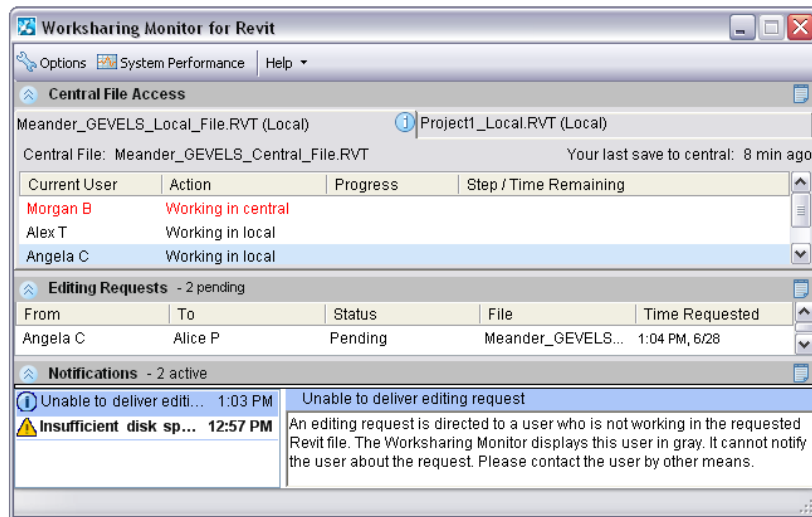 Worksharing Monitor for Revit
Options System Performance Help
Central File Access
Meander_GEVELS_Local_File.RVT (Local) Project1_Local.RVT (Local)
Central File: Meander_GEVELS_Central_File.RVT Your last save to central: 8 min ago
Current User Action Progress Step / Time Remaining
Morgan B Working in central
Alex T Working in local
Angela C Working in local
Editing Requests - 2 pending
From To Status File Time Requested
Angela C Alice P Pending Meander_GEVELS... 1:04 PM, 6/28
Notifications - 2 active
Unable to deliver editi... 1:03 PM Unable to deliver editing request
Insufficient disk sp... 12:57 PM An editing request is directed to a user who is not working in the requested
Revit file. The Worksharing Monitor displays this user in gray. It cannot notify
the user about the request. Please contact the user by other means.